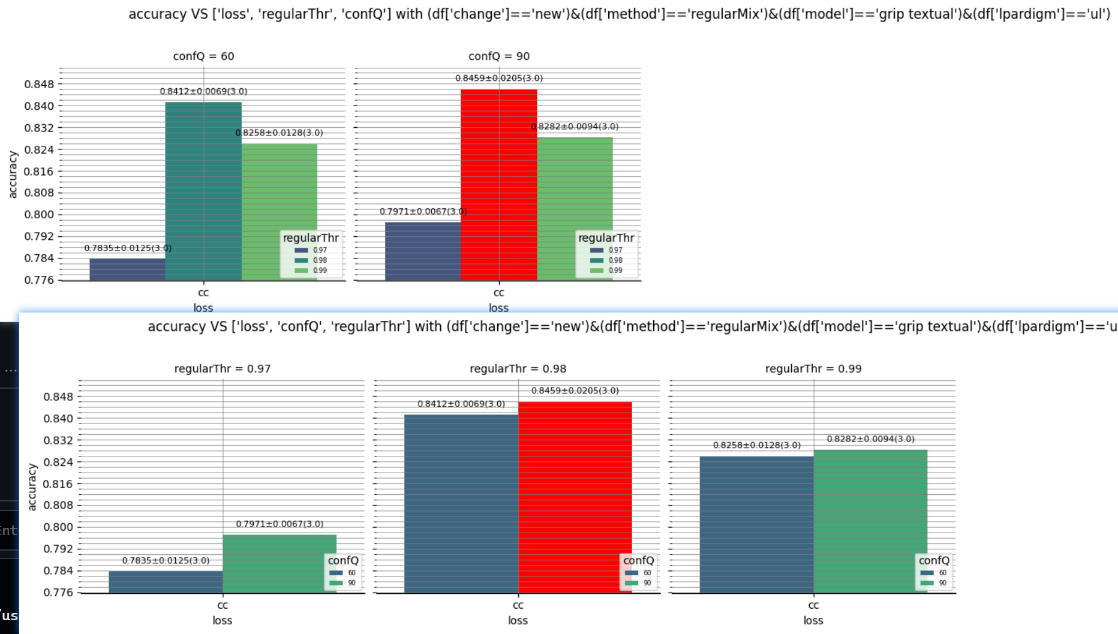 accuracy VS ['loss', 'regularThr', 'confQ'] with (df['change']=='new')&(df['method']=='regularMix')&(df['model']=='grip textual')&(df['lpardigm']=='ul')
confQ = 60
confQ = 90
0.848
0.840
0.832
0.824
0.816
0.808
0.800
0.792
0.784
0.776
accuracy
0.7835±0.0125(3.0)
0.8412±0.0069(3.0)
0.8258±0.0128(3.0)
regularThr
0.97
0.98
0.99
cc
loss
0.7971±0.0067(3.0)
0.8459±0.0205(3.0)
0.8282±0.0094(3.0)
regularThr
0.97
0.98
0.99
cc
loss
accuracy VS ['loss', 'confQ', 'regularThr'] with (df['change']=='new')&(df['method']=='regularMix')&(df['model']=='grip textual')&(df['lpardigm']=='u
regularThr = 0.97
regularThr = 0.98
regularThr = 0.99
0.848
0.840
0.832
0.824
0.816
0.808
0.800
0.792
0.784
0.776
accuracy
0.7835±0.0125(3.0)
0.7971±0.0067(3.0)
confQ
60
90
cc
loss
0.8412±0.0069(3.0)
0.8459±0.0205(3.0)
confQ
60
90
cc
loss
0.8258±0.0128(3.0)
0.8282±0.0094(3.0)
confQ
60
90
cc
loss
...
Ent
/us